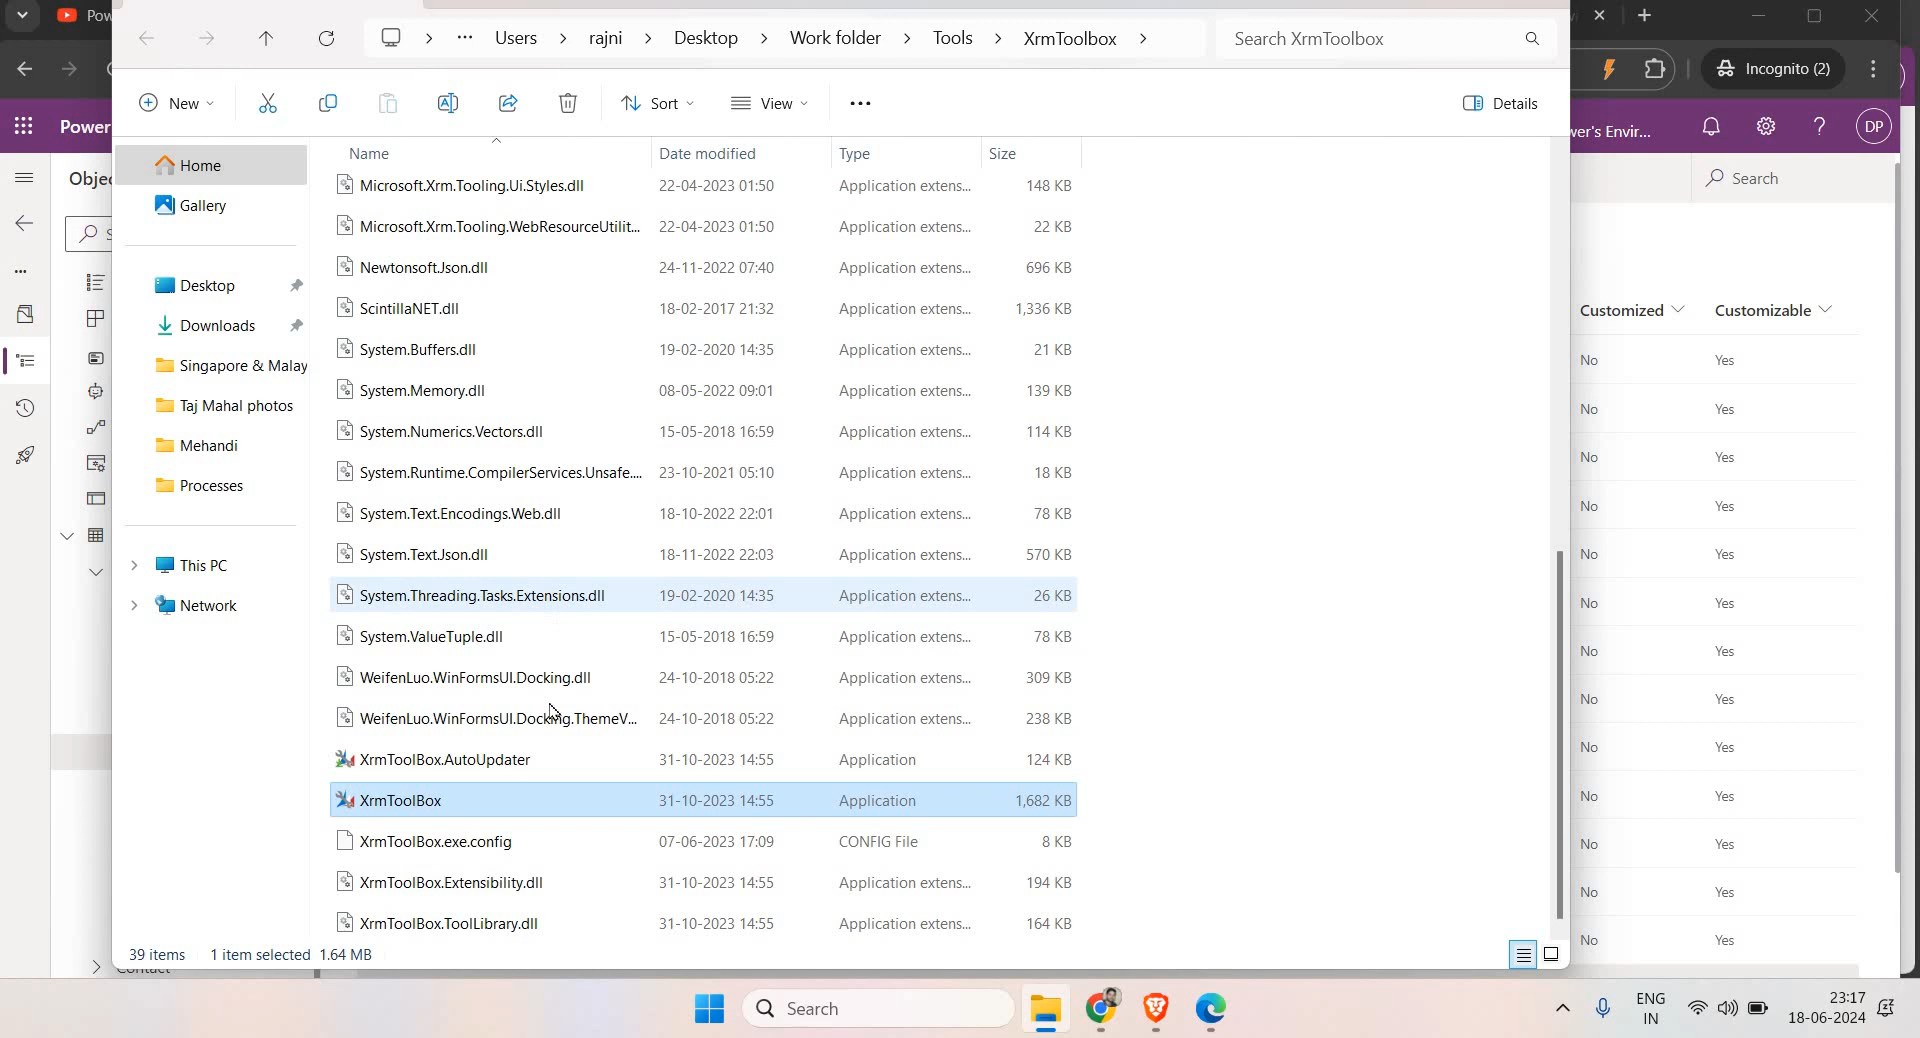 Pow
Users
rajni
Desktop
Work folder
Tools
XrmToolbox
Search XrmToolbox
Incognito (2)
New
Sort
View
Details
Power
wer's Envir...
DP
Obje
Search
S
Home
Gallery
Desktop
Downloads
Singapore & Malay
Taj Mahal photos
Mehandi
Processes
This PC
Network
Name Date modified Type Size
Microsoft.Xrm.Tooling.Ui.Styles.dll 22-04-2023 01:50 Application extens... 148 KB
Microsoft.Xrm.Tooling.WebResourceUtilit... 22-04-2023 01:50 Application extens... 22 KB
Newtonsoft.Json.dll 24-11-2022 07:40 Application extens... 696 KB
ScintillaNET.dll 18-02-2017 21:32 Application extens... 1,336 KB
System.Buffers.dll 19-02-2020 14:35 Application extens... 21 KB
System.Memory.dll 08-05-2022 09:01 Application extens... 139 KB
System.Numerics.Vectors.dll 15-05-2018 16:59 Application extens... 114 KB
System.Runtime.CompilerServices.Unsafe.... 23-10-2021 05:10 Application extens... 18 KB
System.Text.Encodings.Web.dll 18-10-2022 22:01 Application extens... 78 KB
System.Text.Json.dll 18-11-2022 22:03 Application extens... 570 KB
System.Threading.Tasks.Extensions.dll 19-02-2020 14:35 Application extens... 26 KB
System.ValueTuple.dll 15-05-2018 16:59 Application extens... 78 KB
WeifenLuo.WinFormsUI.Docking.dll 24-10-2018 05:22 Application extens... 309 KB
WeifenLuo.WinFormsUI.Docking.ThemeV... 24-10-2018 05:22 Application extens... 238 KB
XrmToolBox.AutoUpdater 31-10-2023 14:55 Application 124 KB
XrmToolBox 31-10-2023 14:55 Application 1,682 KB
XrmToolBox.exe.config 07-06-2023 17:09 CONFIG File 8 KB
XrmToolBox.Extensibility.dll 31-10-2023 14:55 Application extens... 194 KB
XrmToolBox.ToolLibrary.dll 31-10-2023 14:55 Application extens... 164 KB
Customized Customizable
No Yes
No Yes
No Yes
No Yes
No Yes
No Yes
No Yes
No Yes
No Yes
No Yes
No Yes
No Yes
No Yes
39 items 1 item selected 1.64 MB
Contact
Search
ENG
IN
23:17
18-06-2024